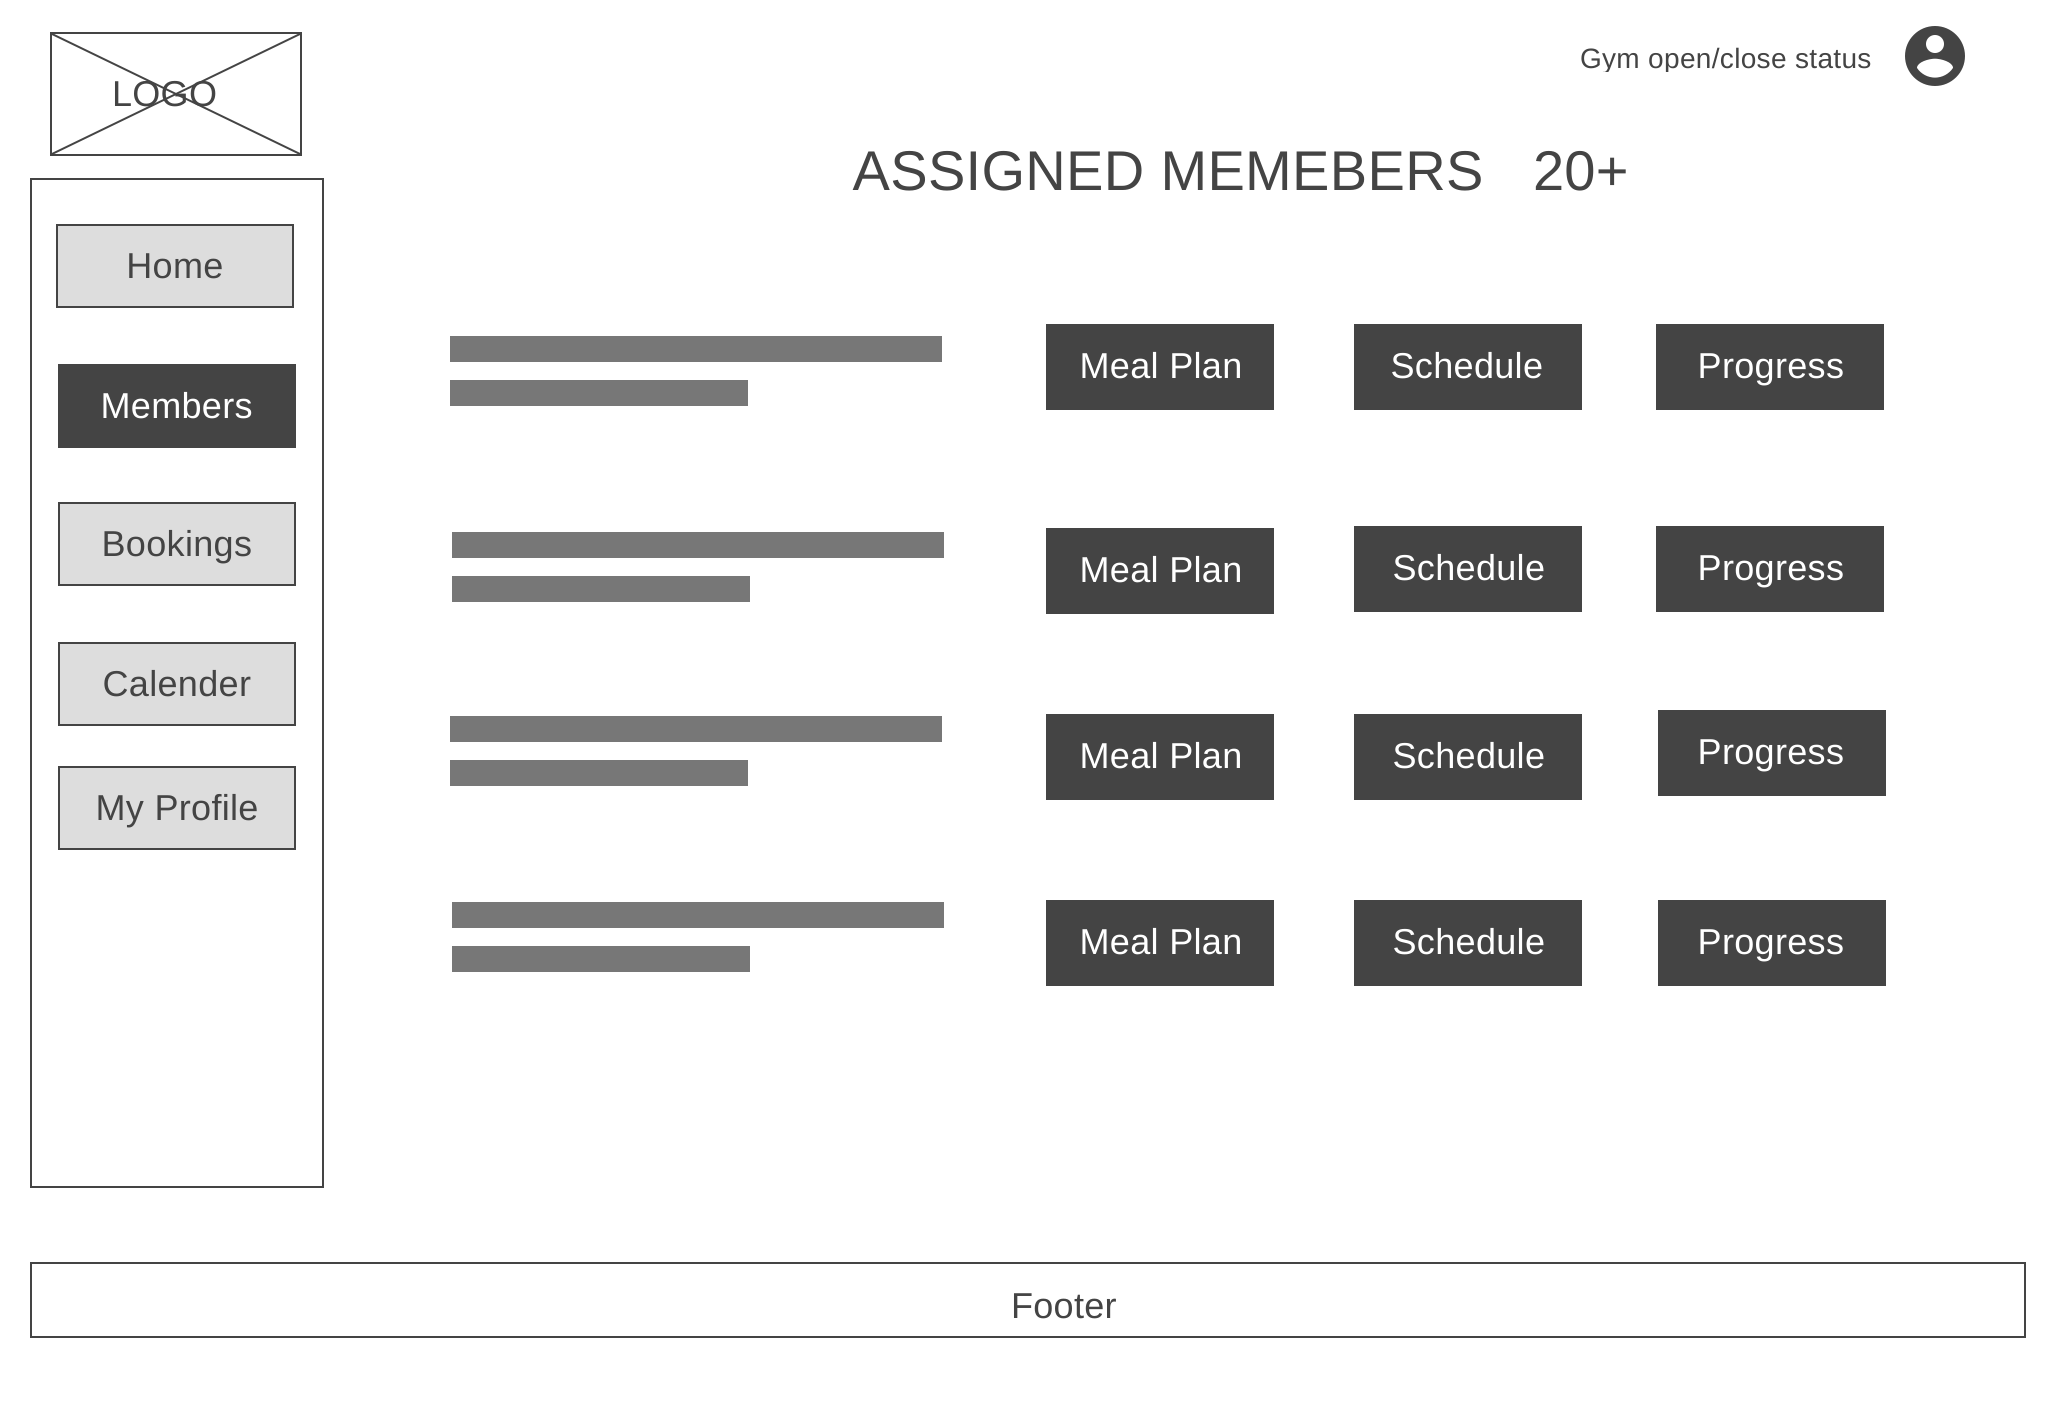 LOGO
Gym open/close status
ASSIGNED MEMEBERS 20+
Home
Members
Bookings
Calender
My Profile
Meal Plan Schedule Progress
Meal Plan Schedule Progress
Meal Plan Schedule Progress
Meal Plan Schedule Progress
Footer